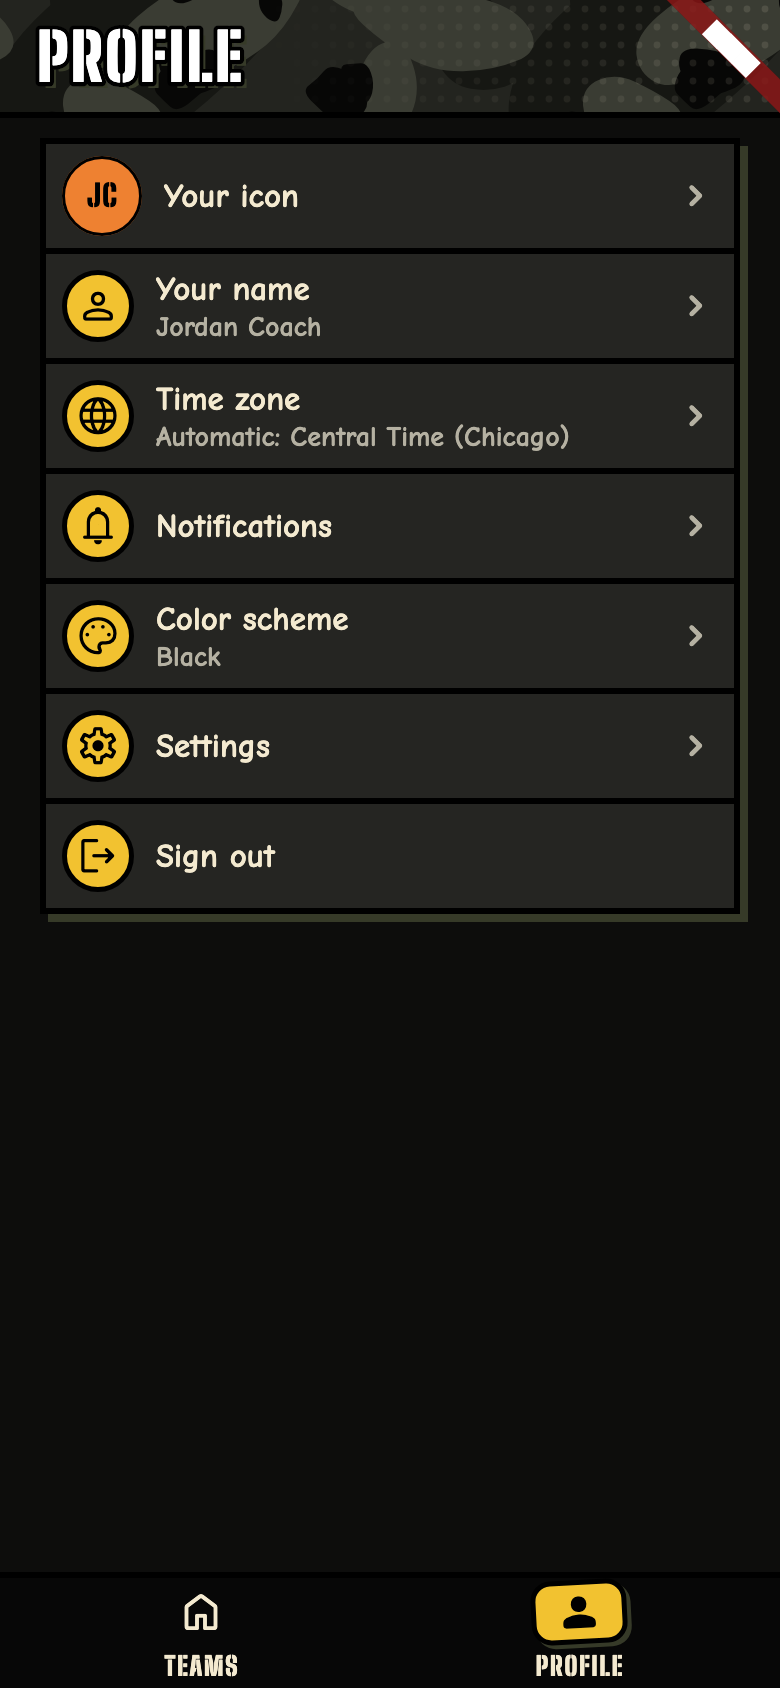 PROFILE
JC
Your icon
Your name
Jordan Coach
Time zone
Automatic: Central Time (Chicago)
Notifications
Color scheme
Black
Settings
Sign out
TEAMS
PROFILE